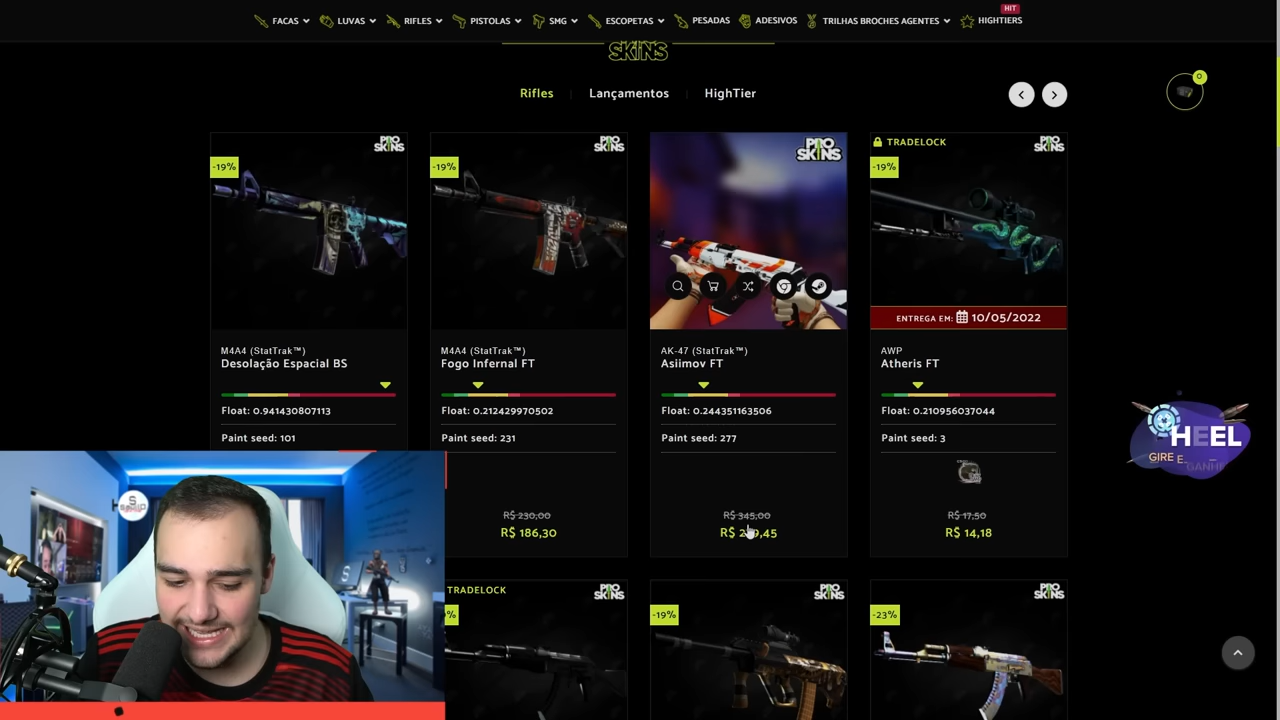 HIT
FACAS
LUVAS
RIFLES
PISTOLAS
SMG
ESCOPETAS
PESADAS
ADESIVOS
TRILHAS BROCHES AGENTES
HIGHTIERS
SKINS
0
Rifles
Lançamentos
HighTier
-19%
PRO SKINS
M4A4 (StatTrak™)
Desolação Espacial BS
Float: 0.941430807113
Paint seed: 101
-19%
PRO SKINS
M4A4 (StatTrak™)
Fogo Infernal FT
Float: 0.212429970502
Paint seed: 231
R$ 230,00
R$ 186,30
PRO SKINS
AK-47 (StatTrak™)
Asiimov FT
Float: 0.244351163506
Paint seed: 277
R$ 345,00
TRADELOCK
PRO SKINS
-19%
ENTREGA EM: 10/05/2022
AWP
Atheris FT
Float: 0.210956037044
Paint seed: 3
R$ 17,50
R$ 14,18
HEEL
GIRE E
GANHE
TRADELOCK
PRO SKINS
-19%
PRO SKINS
-23%
PRO SKINS
S